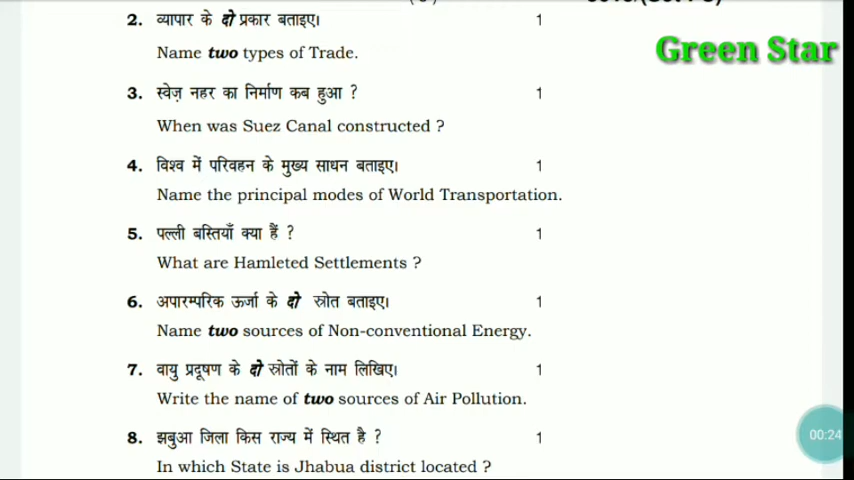 2. व्यापार के दो प्रकार बताइए। 1
Green Star
Name two types of Trade.
3. स्वेज़ नहर का निर्माण कब हुआ ? 1
When was Suez Canal constructed ?
4. विश्व में परिवहन के मुख्य साधन बताइए। 1
Name the principal modes of World Transportation.
5. पल्ली बस्तियाँ क्या हैं ? 1
What are Hamleted Settlements ?
6. अपारम्परिक ऊर्जा के दो स्रोत बताइए। 1
Name two sources of Non-conventional Energy.
7. वायु प्रदूषण के दो स्रोतों के नाम लिखिए। 1
Write the name of two sources of Air Pollution.
8. झबुआ जिला किस राज्य में स्थित है ? 1
00:24
In which State is Jhabua district located ?